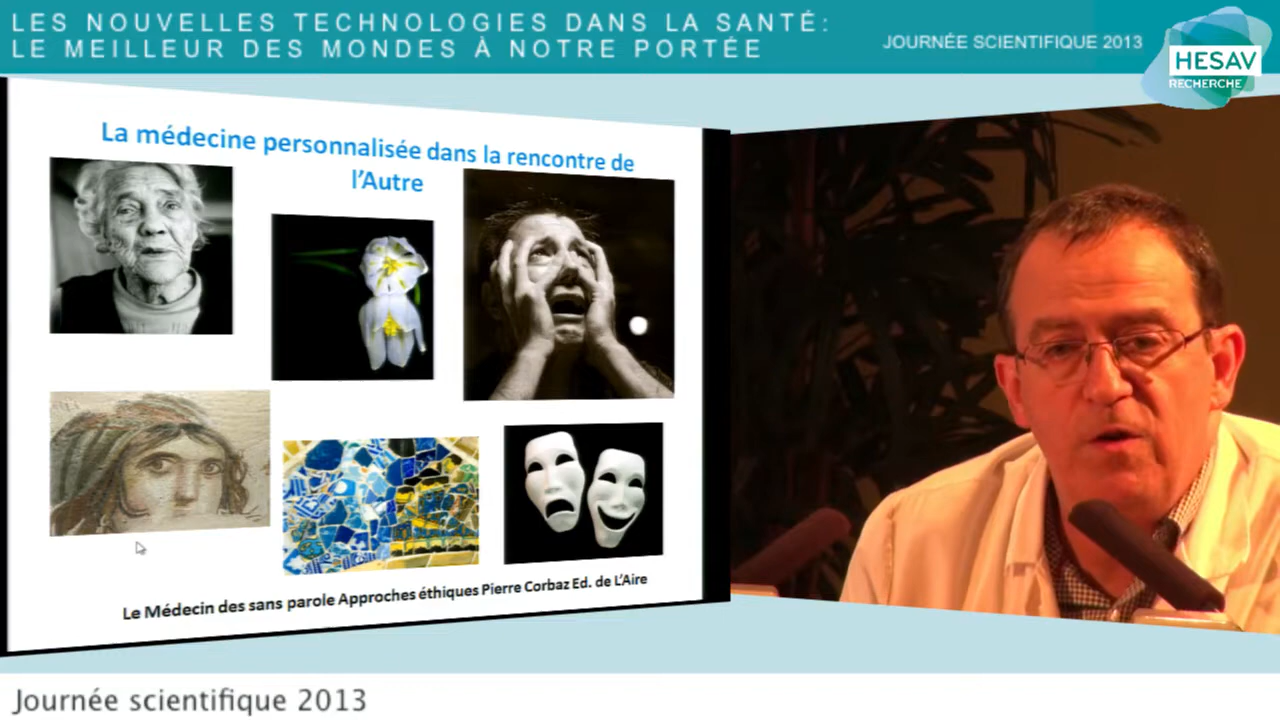 LES NOUVELLES TECHNOLOGIES DANS LA SANTÉ:
LE MEILLEUR DES MONDES À NOTRE PORTÉE
JOURNÉE SCIENTIFIQUE 2013
HESAV
RECHERCHE
La médecine personnalisée dans la rencontre de
l'Autre
Le Médecin des sans parole Approches éthiques Pierre Corbaz Ed. de L'Aire
Journée scientifique 2013